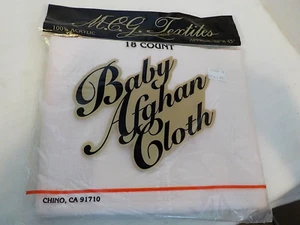 M.C.G. Textiles
100% ACRYLIC
18 COUNT
Baby
Afghan
Cloth
CHINO, CA 91710